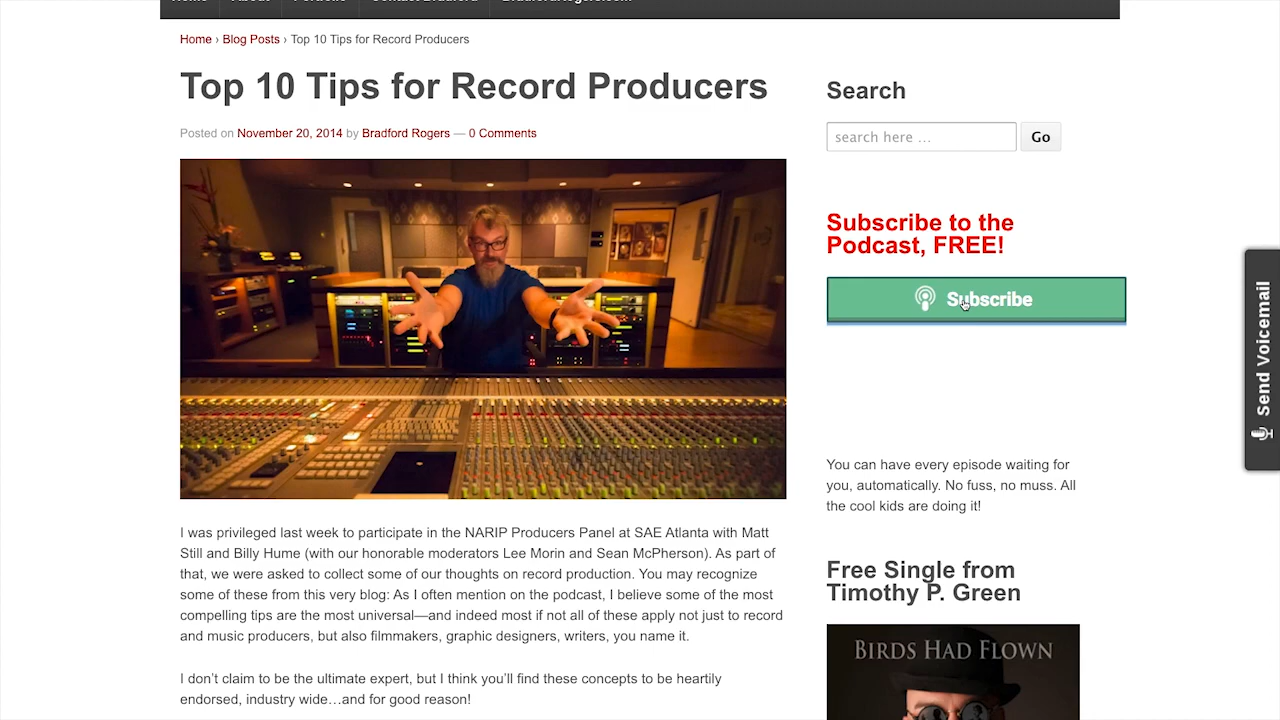 Home About Portfolio Contact Bradford BradfordRogers.com
Home › Blog Posts › Top 10 Tips for Record Producers
Top 10 Tips for Record Producers
Posted on November 20, 2014 by Bradford Rogers — 0 Comments
I was privileged last week to participate in the NARIP Producers Panel at SAE Atlanta with Matt
Still and Billy Hume (with our honorable moderators Lee Morin and Sean McPherson). As part of
that, we were asked to collect some of our thoughts on record production. You may recognize
some of these from this very blog: As I often mention on the podcast, I believe some of the most
compelling tips are the most universal—and indeed most if not all of these apply not just to record
and music producers, but also filmmakers, graphic designers, writers, you name it.
I don’t claim to be the ultimate expert, but I think you’ll find these concepts to be heartily
endorsed, industry wide…and for good reason!
Search
search here …
Go
Subscribe to the
Podcast, FREE!
Subscribe
You can have every episode waiting for
you, automatically. No fuss, no muss. All
the cool kids are doing it!
Free Single from
Timothy P. Green
BIRDS HAD FLOWN
Send Voicemail